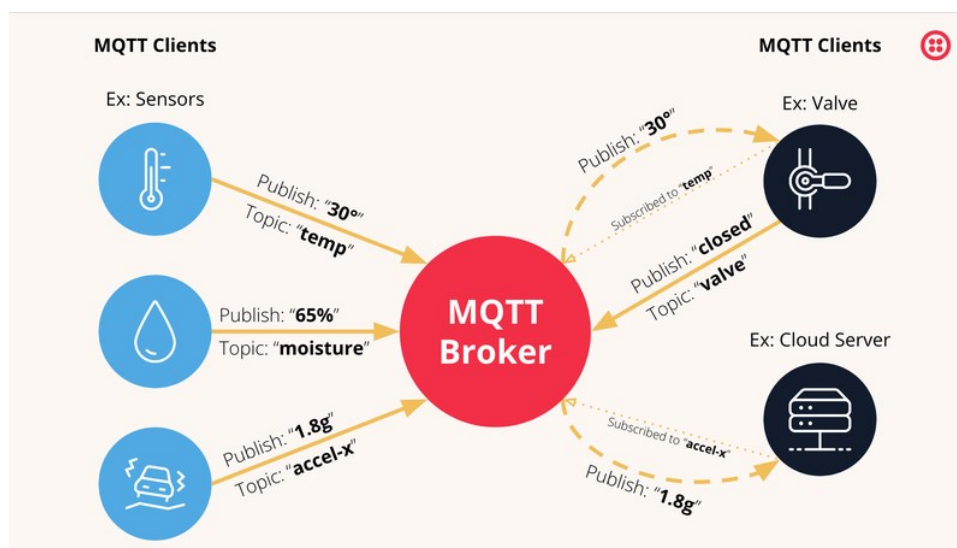 MQTT Clients
MQTT Clients
Ex: Sensors
Ex: Valve
Publish: “30°”
Topic: “temp”
Publish: “30°”
Subscribed to “temp”
Publish: “closed”
Topic: “valve”
Publish: “65%”
Topic: “moisture”
MQTT
Broker
Ex: Cloud Server
Publish: “1.8g”
Topic: “accel-x”
Subscribed to “accel-x”
Publish: “1.8g”